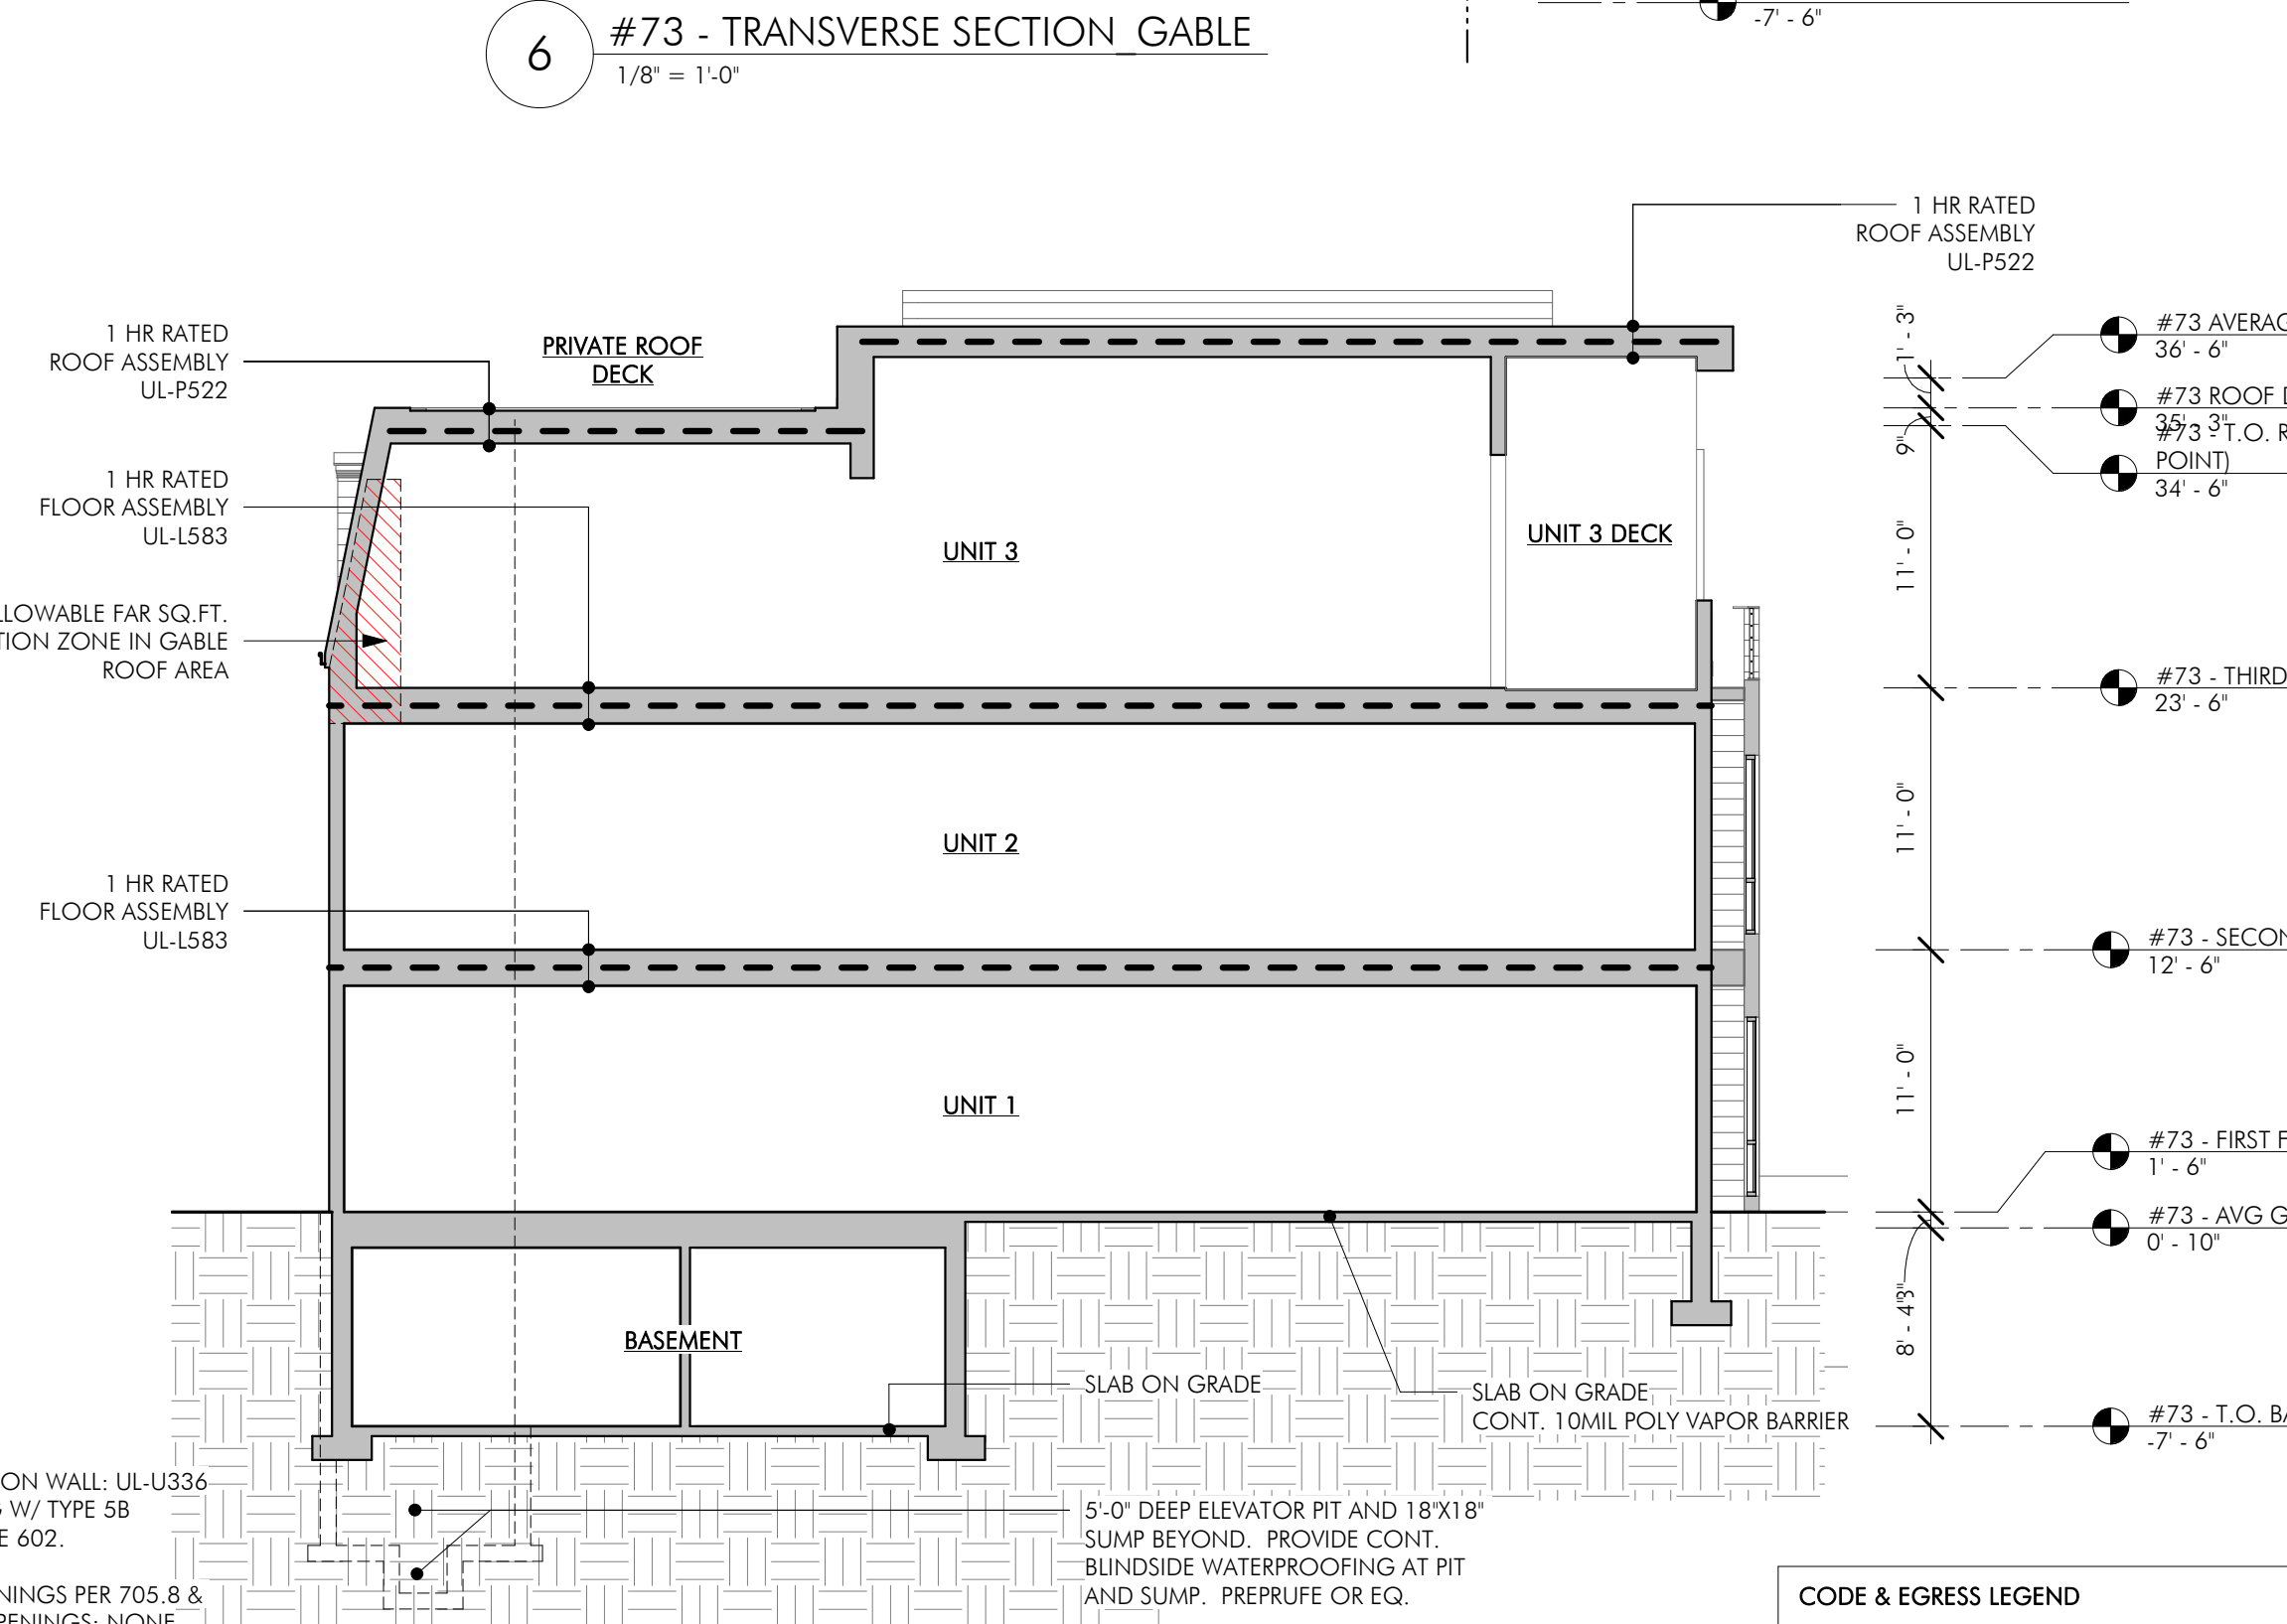 6
#73 - TRANSVERSE SECTION_GABLE
1/8" = 1'-0"
-7' - 6"
1 HR RATED
ROOF ASSEMBLY
UL-P522
1 HR RATED
ROOF ASSEMBLY
UL-P522
PRIVATE ROOF
DECK
1 HR RATED
FLOOR ASSEMBLY
UL-L583
LLOWABLE FAR SQ.FT.
TION ZONE IN GABLE
ROOF AREA
UNIT 3
UNIT 3 DECK
1 HR RATED
FLOOR ASSEMBLY
UL-L583
UNIT 2
UNIT 1
BASEMENT
SLAB ON GRADE
SLAB ON GRADE
CONT. 10MIL POLY VAPOR BARRIER
5'-0" DEEP ELEVATOR PIT AND 18"X18"
SUMP BEYOND. PROVIDE CONT.
BLINDSIDE WATERPROOFING AT PIT
AND SUMP. PREPRUFE OR EQ.
ON WALL: UL-U336
W/ TYPE 5B
E 602.
NINGS PER 705.8 &
PENINGS: NONE
1' - 3"
9"
11' - 0"
11' - 0"
11' - 0"
8' - 4"
#73 AVERAG
36' - 6"
#73 ROOF D
35' - 3"
#73 - T.O. R
POINT)
34' - 6"
#73 - THIRD
23' - 6"
#73 - SECON
12' - 6"
#73 - FIRST F
1' - 6"
#73 - AVG G
0' - 10"
#73 - T.O. BA
-7' - 6"
CODE & EGRESS LEGEND